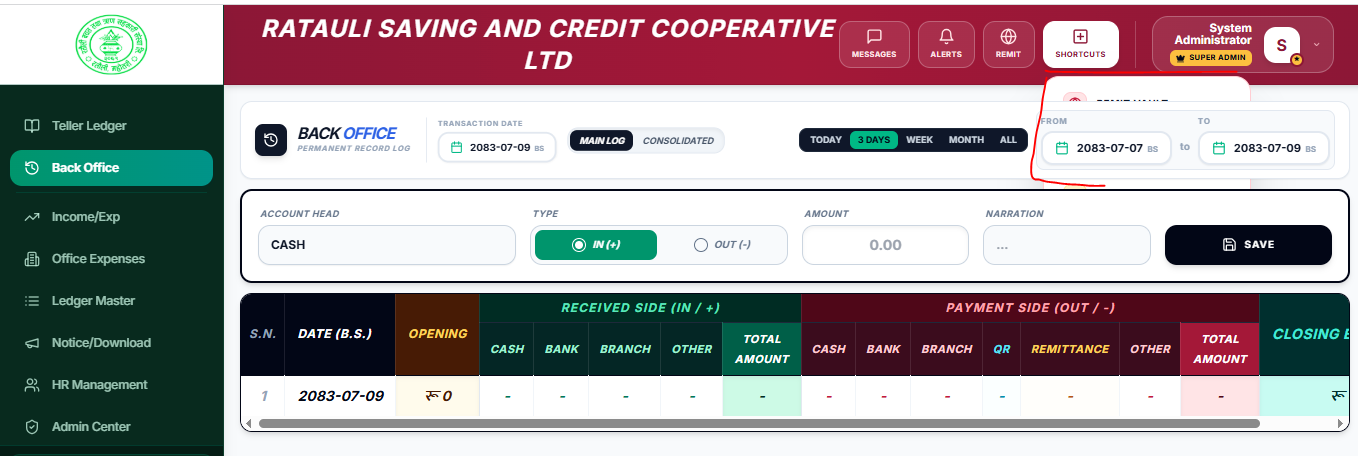 RATAULI SAVING AND CREDIT COOPERATIVE
LTD
MESSAGES
ALERTS
REMIT
SHORTCUTS
System
Administrator
SUPER ADMIN
S
Teller Ledger
Back Office
Income/Exp
Office Expenses
Ledger Master
Notice/Download
HR Management
Admin Center
BACK OFFICE
PERMANENT RECORD LOG
TRANSACTION DATE
2083-07-09 BS
MAIN LOG CONSOLIDATED
TODAY 3 DAYS WEEK MONTH ALL
FROM
2083-07-07 BS
to
TO
2083-07-09 BS
ACCOUNT HEAD
CASH
TYPE
IN (+) OUT (-)
AMOUNT
0.00
NARRATION
...
SAVE
S.N. DATE (B.S.) OPENING RECEIVED SIDE (IN / +) PAYMENT SIDE (OUT / -) CLOSING
CASH BANK BRANCH OTHER TOTAL AMOUNT CASH BANK BRANCH QR REMITTANCE OTHER TOTAL AMOUNT
1 2083-07-09 रू 0 - - - - - - - - - - - - रू